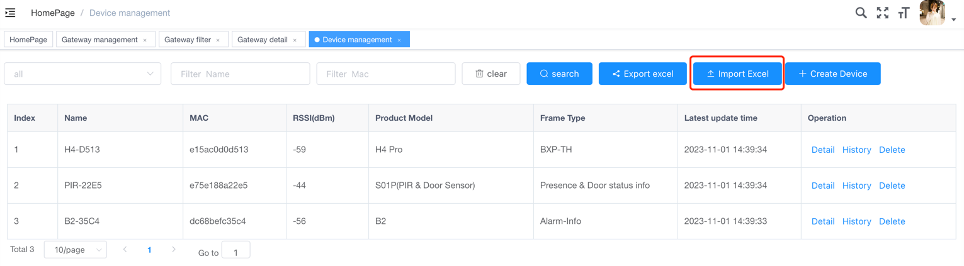 HomePage / Device management
HomePage Gateway management × Gateway filter × Gateway detail × Device management ×
all Filter Name Filter Mac clear search Export excel Import Excel + Create Device
Index Name MAC RSSI(dBm) Product Model Frame Type Latest update time Operation
1 H4-D513 e15ac0d0d513 -59 H4 Pro BXP-TH 2023-11-01 14:39:34 Detail History Delete
2 PIR-22E5 e75e188a22e5 -44 S01P(PIR & Door Sensor) Presence & Door status info 2023-11-01 14:39:34 Detail History Delete
3 B2-35C4 dc68befc35c4 -56 B2 Alarm-Info 2023-11-01 14:39:33 Detail History Delete
Total 3 10/page < 1 > Go to 1